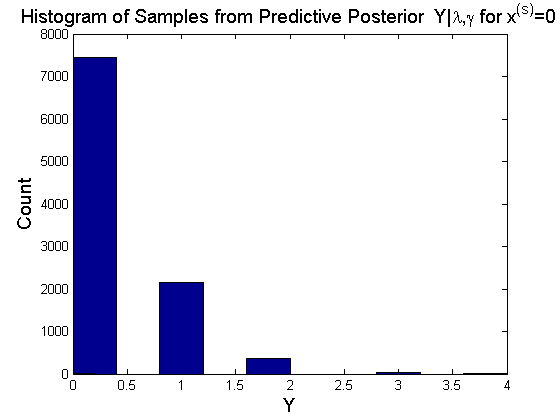 Histogram of Samples from Predictive Posterior Y|λ,γ for x(s)=0
8000
7000
6000
5000
4000
3000
2000
1000
0
Count
0 0.5 1 1.5 2 2.5 3 3.5 4
Y